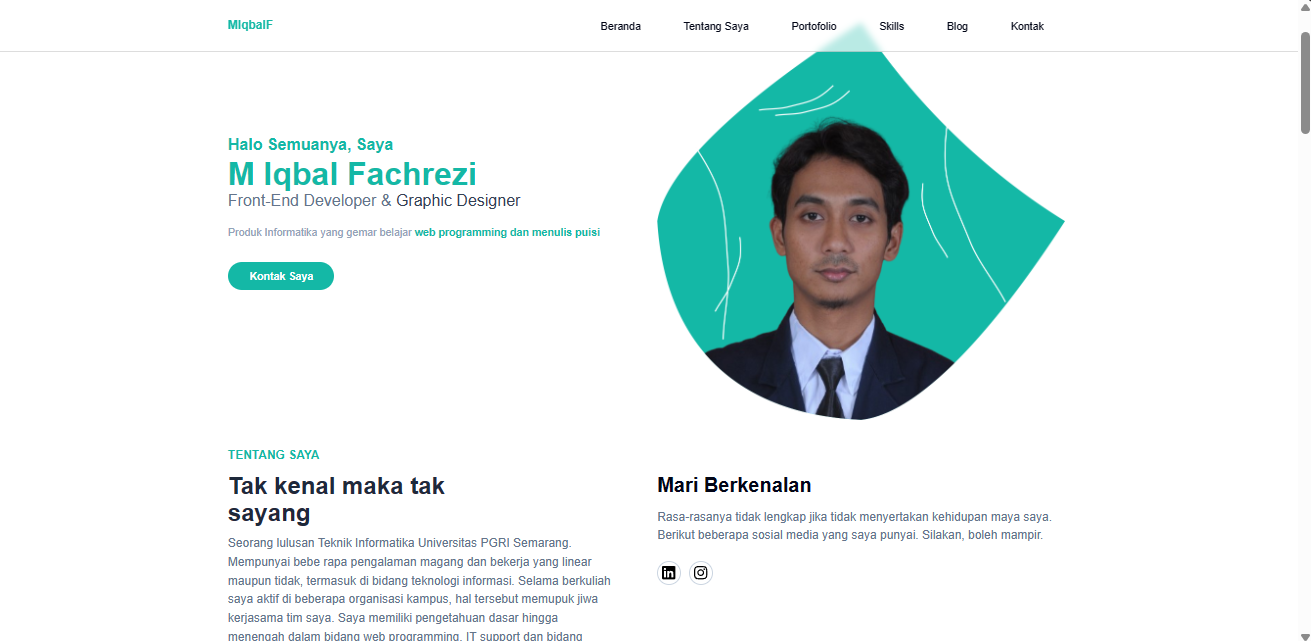 MIqbalF
Beranda Tentang Saya Portofolio Skills Blog Kontak
Halo Semuanya, Saya
M Iqbal Fachrezi
Front-End Developer & Graphic Designer
Produk Informatika yang gemar belajar web programming dan menulis puisi
Kontak Saya
TENTANG SAYA
Tak kenal maka tak
sayang
Seorang lulusan Teknik Informatika Universitas PGRI Semarang.
Mempunyai bebe rapa pengalaman magang dan bekerja yang linear
maupun tidak, termasuk di bidang teknologi informasi. Selama berkuliah
saya aktif di beberapa organisasi kampus, hal tersebut memupuk jiwa
kerjasama tim saya. Saya memiliki pengetahuan dasar hingga
menengah dalam bidang web programming, IT support dan bidang
Mari Berkenalan
Rasa-rasanya tidak lengkap jika tidak menyertakan kehidupan maya saya.
Berikut beberapa sosial media yang saya punyai. Silakan, boleh mampir.
in